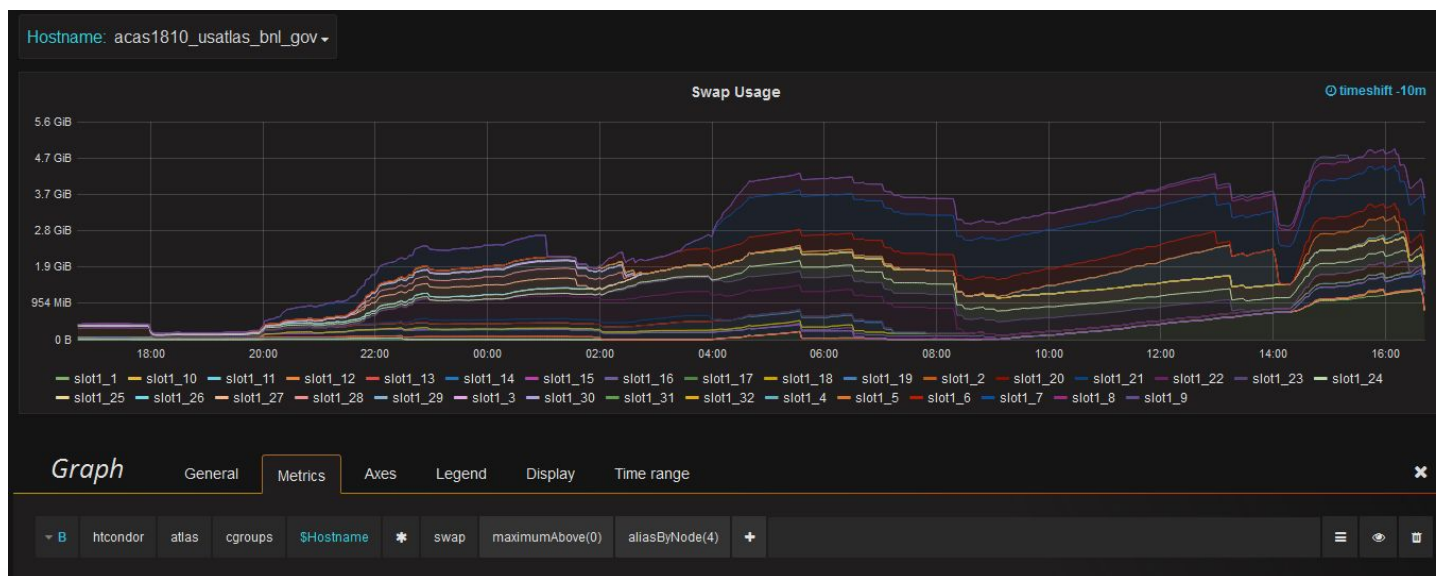 Hostname: acas1810_usatlas_bnl_gov
Swap Usage
timeshift -10m
5.6 GiB
4.7 GiB
3.7 GiB
2.8 GiB
1.9 GiB
954 MiB
0 B
18:00 20:00 22:00 00:00 02:00 04:00 06:00 08:00 10:00 12:00 14:00 16:00
slot1_1 slot1_10 slot1_11 slot1_12 slot1_13 slot1_14 slot1_15 slot1_16 slot1_17 slot1_18 slot1_19 slot1_2 slot1_20 slot1_21 slot1_22 slot1_23 slot1_24
slot1_25 slot1_26 slot1_27 slot1_28 slot1_29 slot1_3 slot1_30 slot1_31 slot1_32 slot1_4 slot1_5 slot1_6 slot1_7 slot1_8 slot1_9
Graph General Metrics Axes Legend Display Time range
B htcondor atlas cgroups $Hostname * swap maximumAbove(0) aliasByNode(4) +